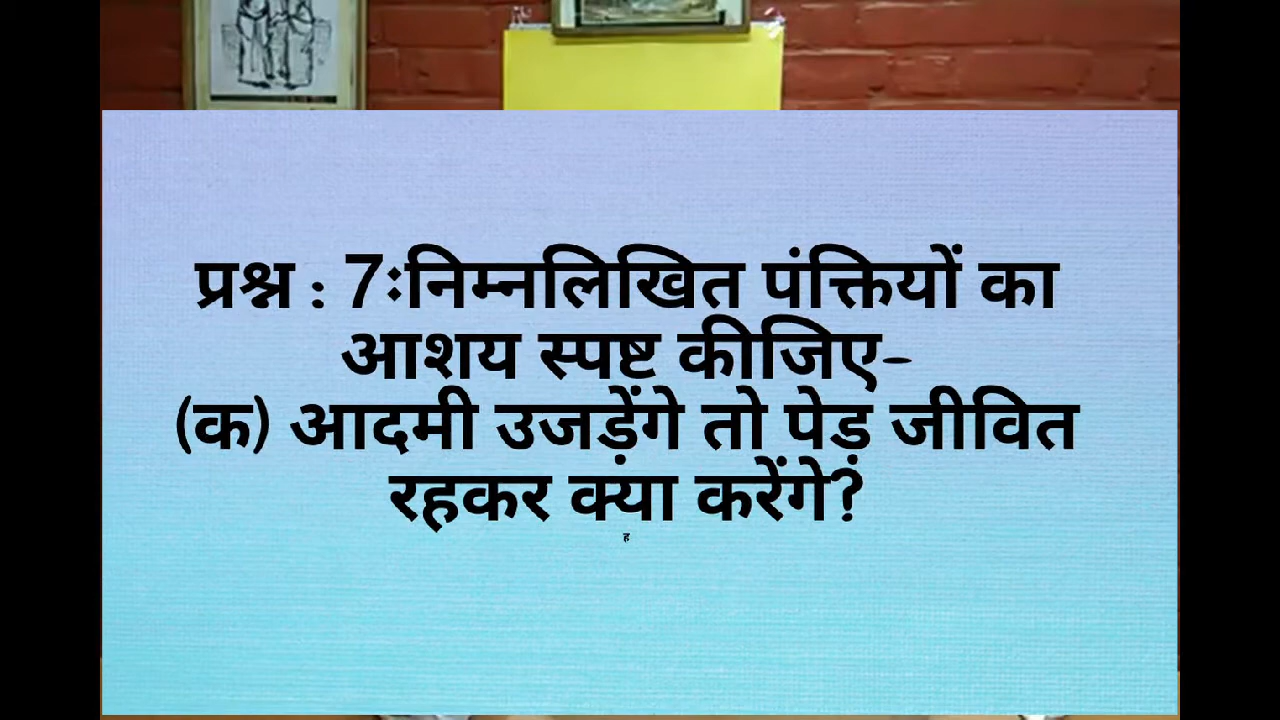 प्रश्न : 7ःनिम्नलिखित पंक्तियों का
आशय स्पष्ट कीजिए-
(क) आदमी उजड़ेंगे तो पेड़ जीवित
रहकर क्या करेंगे?
ह